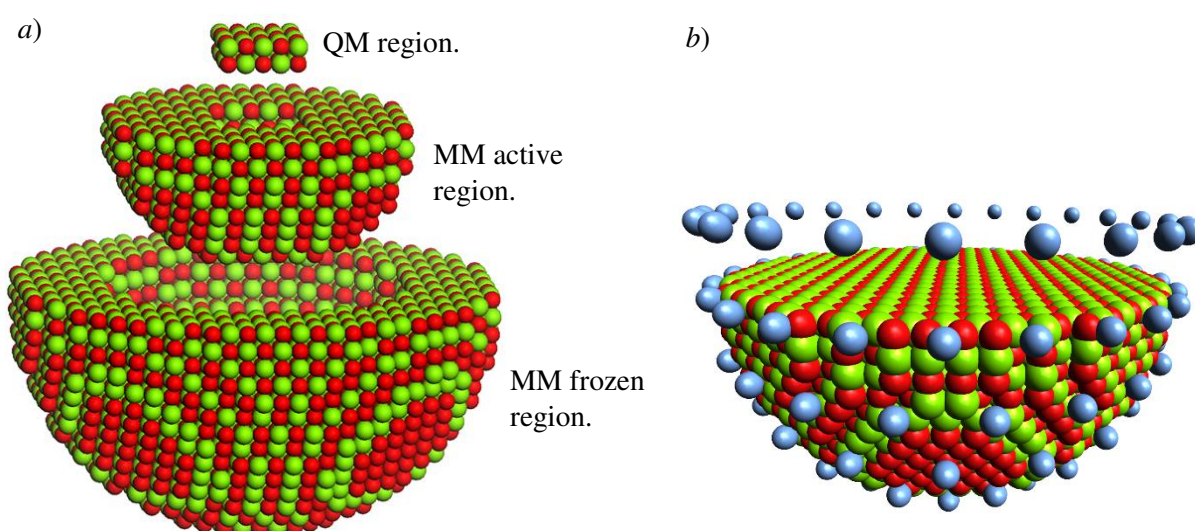 a)
QM region.
b)
MM active
region.
MM frozen
region.